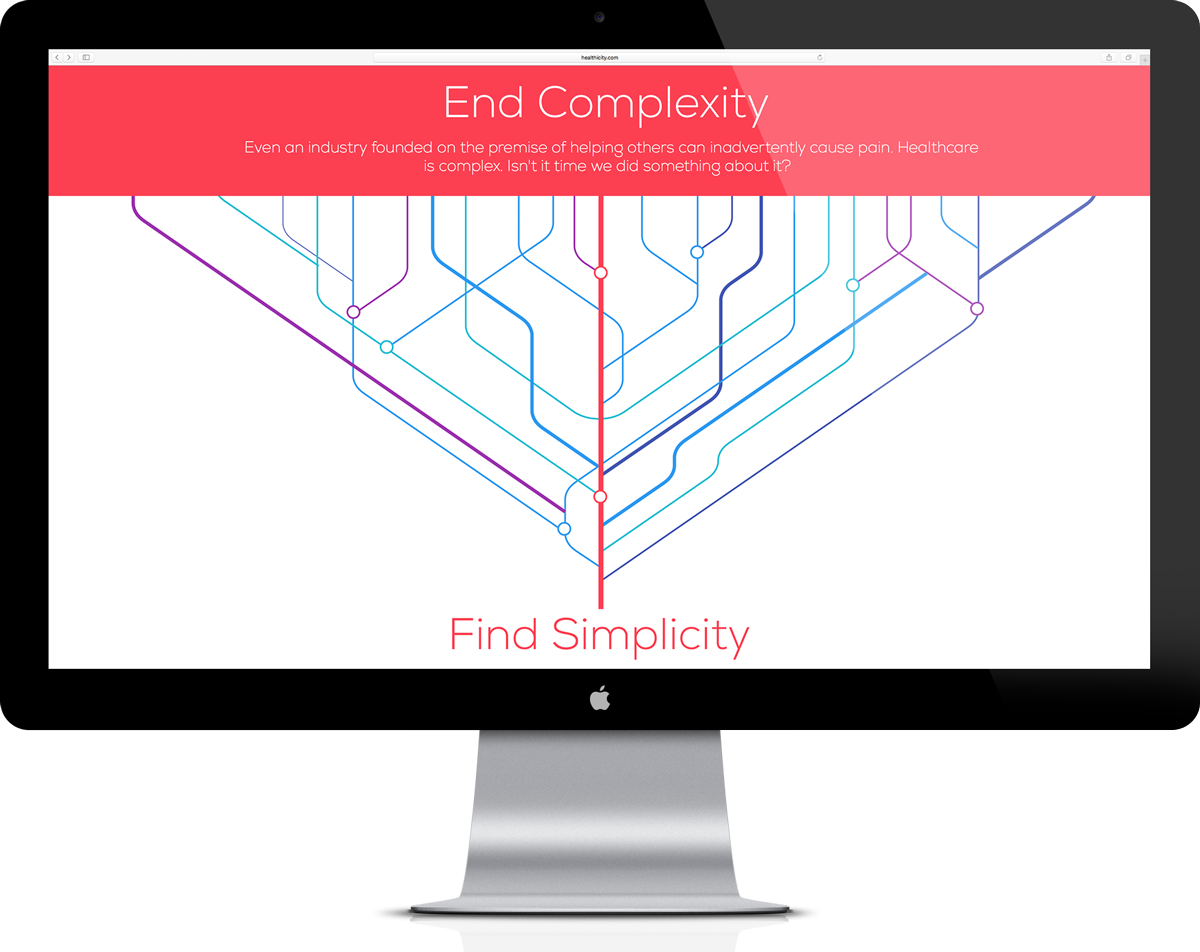 healthicity.com
End Complexity
Even an industry founded on the premise of helping others can inadvertently cause pain. Healthcare
is complex. Isn't it time we did something about it?
Find Simplicity